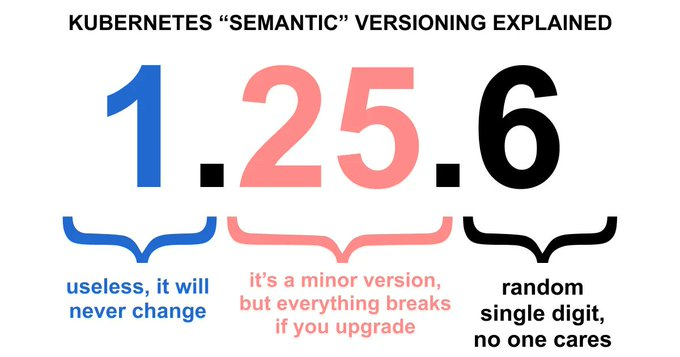 KUBERNETES “SEMANTIC” VERSIONING EXPLAINED
1.25.6
useless, it will
never change
it’s a minor version,
but everything breaks
if you upgrade
random
single digit,
no one cares